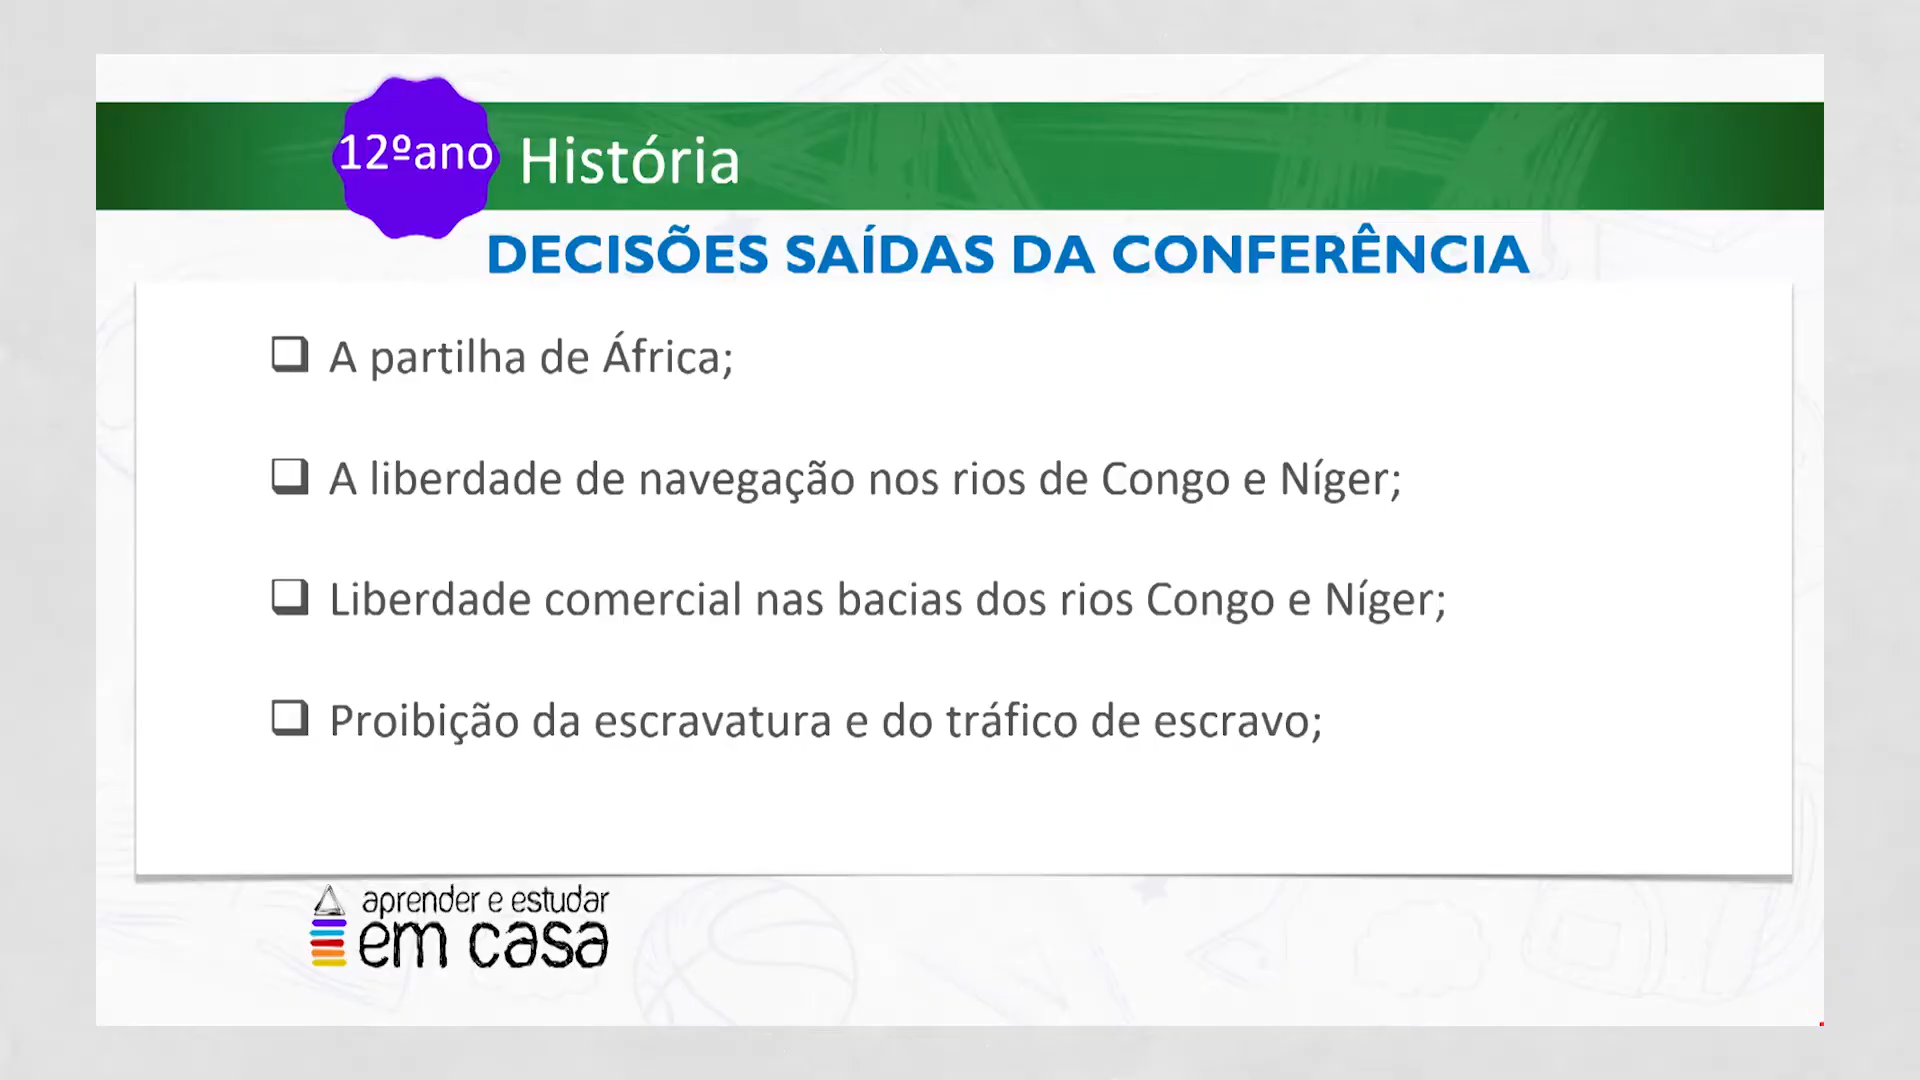 12ºano História
DECISÕES SAÍDAS DA CONFERÊNCIA
A partilha de África;
A liberdade de navegação nos rios de Congo e Níger;
Liberdade comercial nas bacias dos rios Congo e Níger;
Proibição da escravatura e do tráfico de escravo;
aprender e estudar
em casa